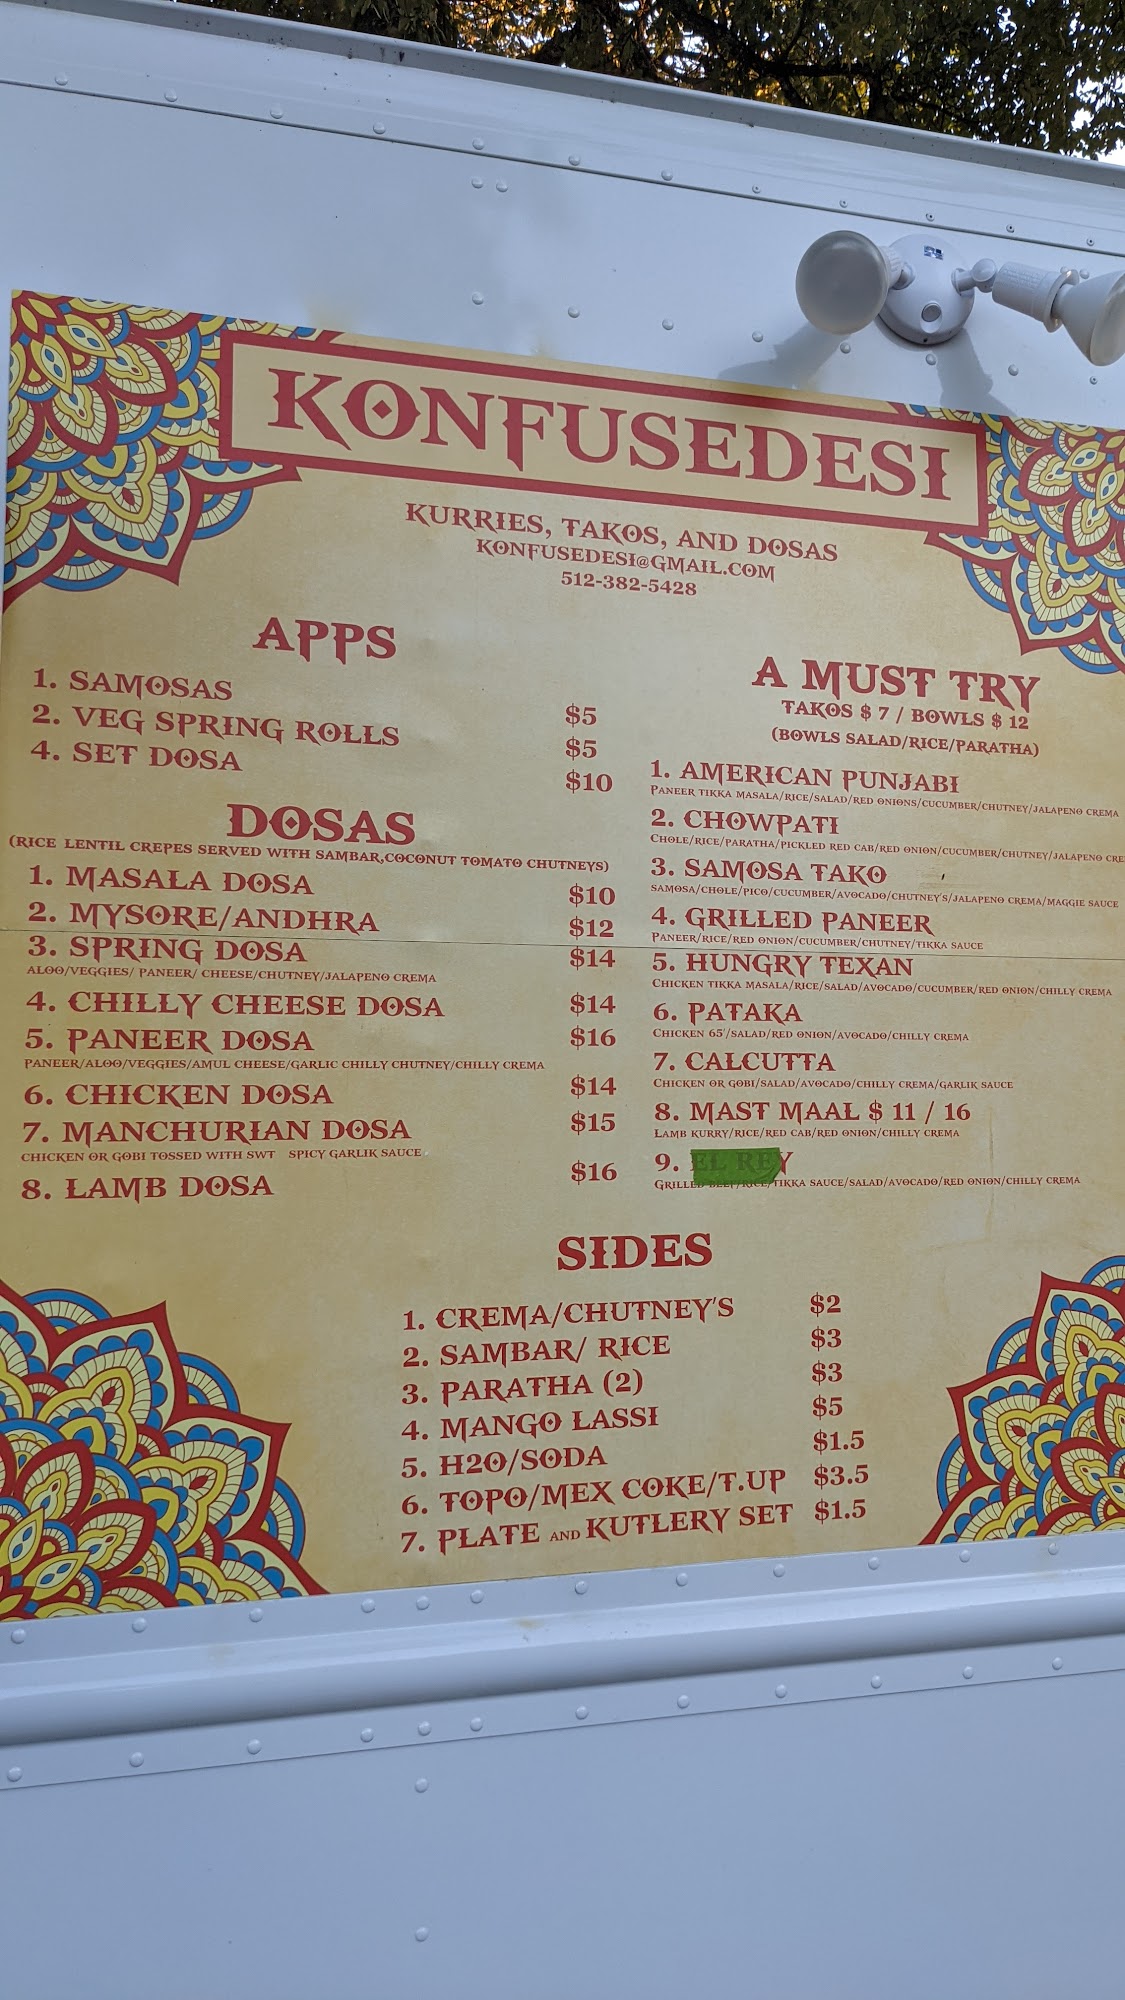 KONFUSEDESI
KURRIES, TAKOS, AND DOSAS
KONFUSEDESI@GMAIL.COM
512-382-5428
APPS
1. SAMOSAS $5
2. VEG SPRING ROLLS $5
4. SET DOSA $10
DOSAS
(RICE LENTIL CREPES SERVED WITH SAMBAR,COCONUT TOMATO CHUTNEYS)
1. MASALA DOSA $10
2. MYSORE/ANDHRA $12
3. SPRING DOSA $14
ALOO/VEGGIES/ PANEER/ CHEESE/CHUTNEY/JALAPENO CREMA
4. CHILLY CHEESE DOSA $14
5. PANEER DOSA $16
PANEER/ALOO/VEGGIES/AMUL CHEESE/GARLIC CHILLY CHUTNEY/CHILLY CREMA
6. CHICKEN DOSA $14
7. MANCHURIAN DOSA $15
CHICKEN OR GOBI TOSSED WITH SWT SPICY GARLIK SAUCE
8. LAMB DOSA $16
A MUST TRY
TAKOS $ 7 / BOWLS $ 12
(BOWLS SALAD/RICE/PARATHA)
1. AMERICAN PUNJABI
PANEER TIKKA MASALA/RICE/SALAD/RED ONIONS/CUCUMBER/CHUTNEY/JALAPENO CREMA
2. CHOWPATI
CHOLE/RICE/PARATHA/PICKLED RED CAB/RED ONION/CUCUMBER/CHUTNEY/JALAPENO CRE
3. SAMOSA TAKO
SAMOSA/CHOLE/PICO/CUCUMBER/AVOCADO/CHUTNEY'S/JALAPENO CREMA/MAGGIE SAUCE
4. GRILLED PANEER
PANEER/RICE/RED ONION/CUCUMBER/CHUTNEY/TIKKA SAUCE
5. HUNGRY TEXAN
CHICKEN TIKKA MASALA/RICE/SALAD/AVOCADO/CUCUMBER/RED ONION/CHILLY CREMA
6. PATAKA
CHICKEN 65'/SALAD/RED ONION/AVOCADO/CHILLY CREMA
7. CALCUTTA
CHICKEN OR GOBI/SALAD/AVOCADO/CHILLY CREMA/GARLIK SAUCE
8. MAST MAAL $ 11 / 16
LAMB KURRY/RICE/RED CAB/RED ONION/CHILLY CREMA
9. EL REY
GRILLED BEEF/RICE/TIKKA SAUCE/SALAD/AVOCADO/RED ONION/CHILLY CREMA
SIDES
1. CREMA/CHUTNEY'S $2
2. SAMBAR/ RICE $3
3. PARATHA (2) $3
4. MANGO LASSI $5
5. H2O/SODA $1.5
6. TOPO/MEX COKE/T.UP $3.5
7. PLATE AND KUTLERY SET $1.5